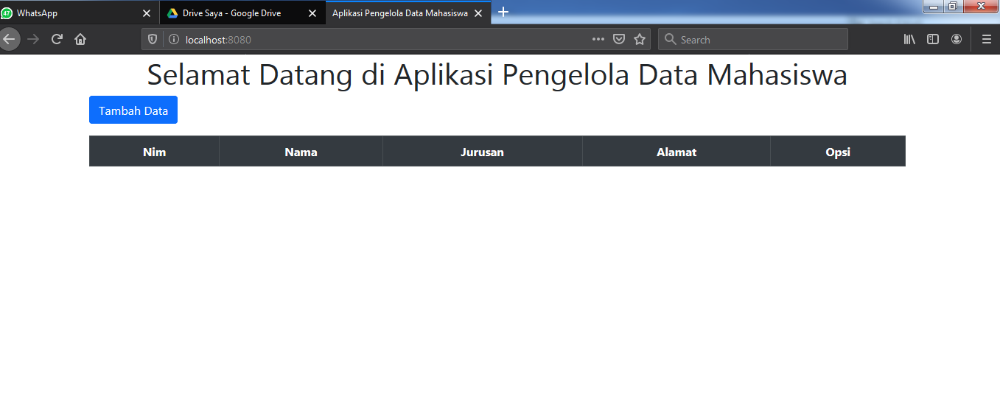 47 WhatsApp Drive Saya - Google Drive Aplikasi Pengelola Data Mahasiswa
localhost:8080 Search
Selamat Datang di Aplikasi Pengelola Data Mahasiswa
Tambah Data
Nim Nama Jurusan Alamat Opsi